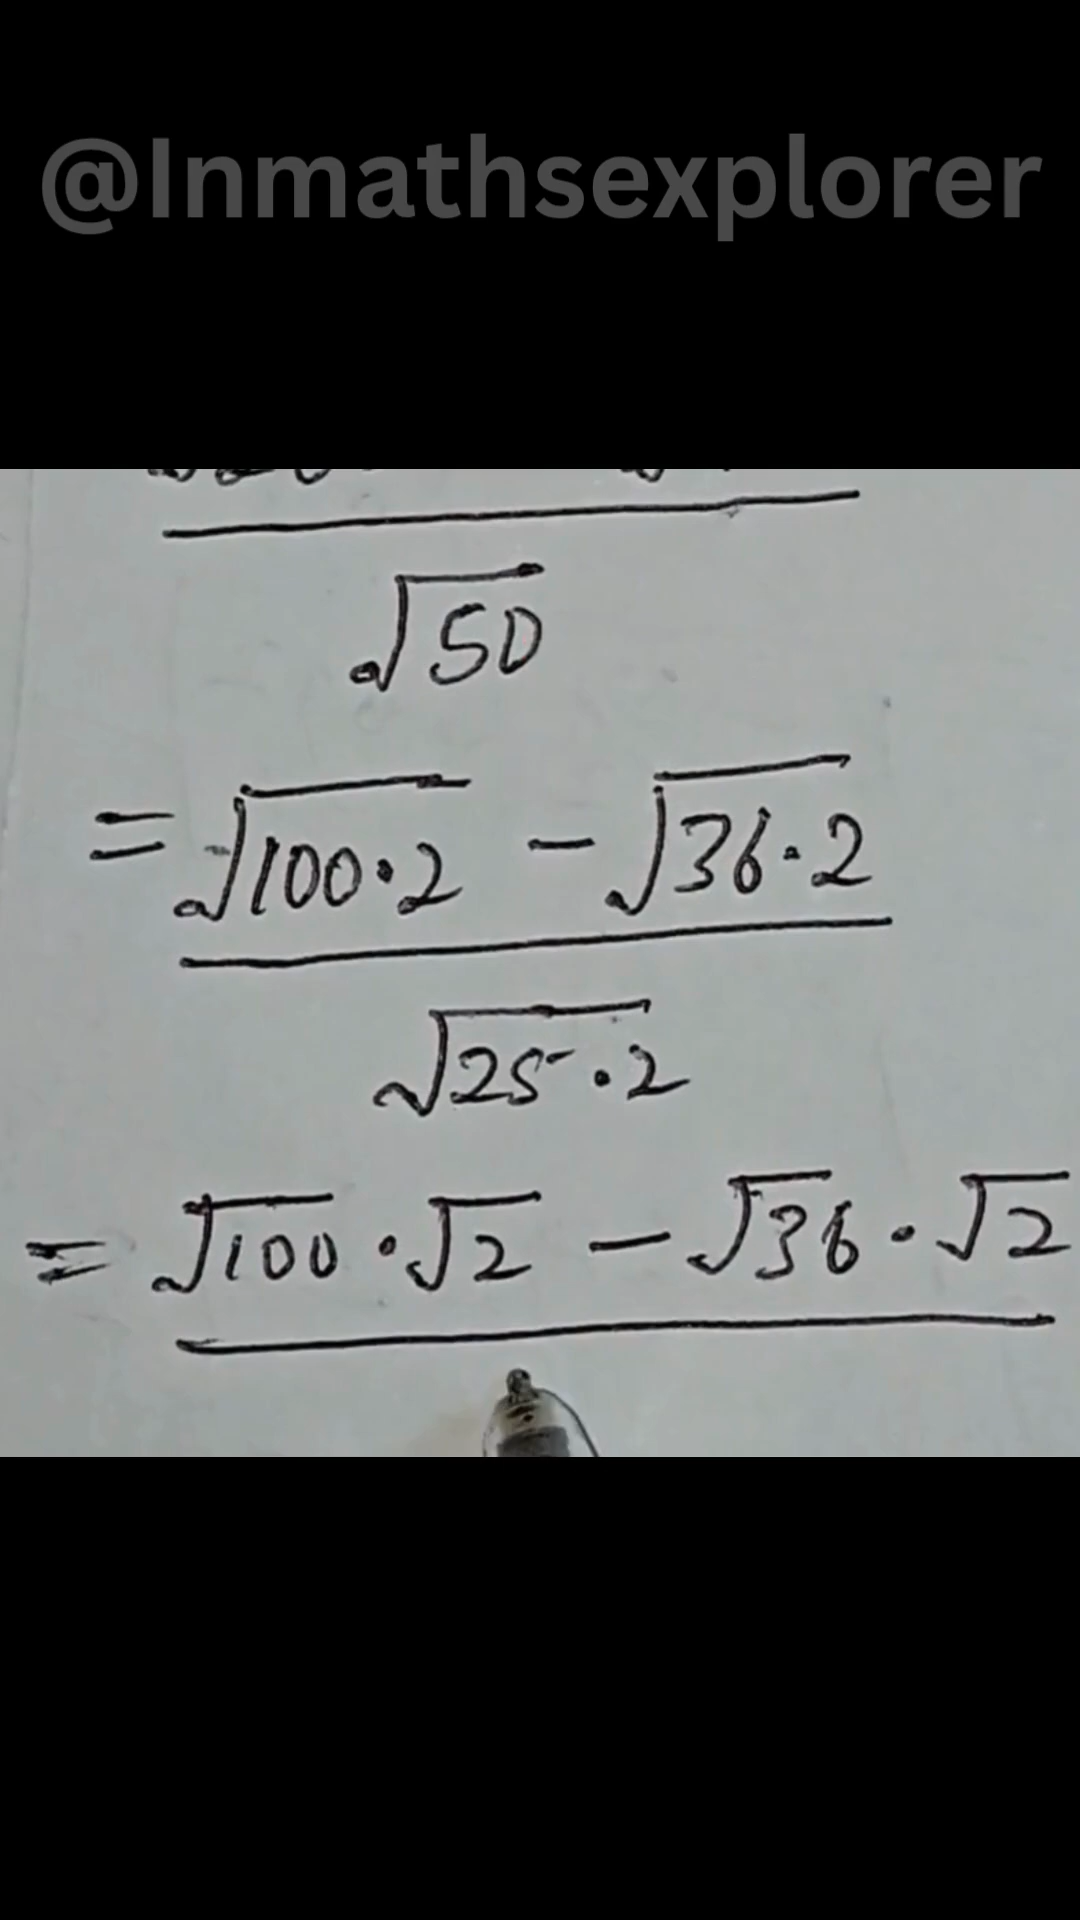 @Inmathsexplorer
√50
= √100·2 - √36·2
√25·2
= √100 · √2 - √36 · √2